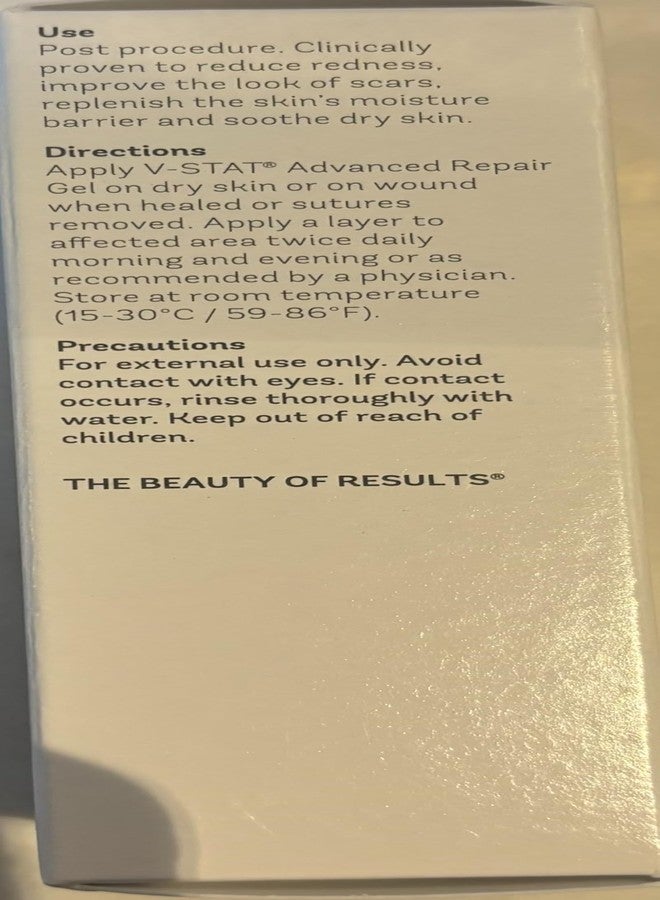 Use
Post procedure. Clinically
proven to reduce redness,
improve the look of scars,
replenish the skin's moisture
barrier and soothe dry skin.
Directions
Apply V-STAT® Advanced Repair
Gel on dry skin or on wound
when healed or sutures
removed. Apply a layer to
affected area twice daily
morning and evening or as
recommended by a physician.
Store at room temperature
(15-30°C / 59-86°F).
Precautions
For external use only. Avoid
contact with eyes. If contact
occurs, rinse thoroughly with
water. Keep out of reach of
children.
THE BEAUTY OF RESULTS®